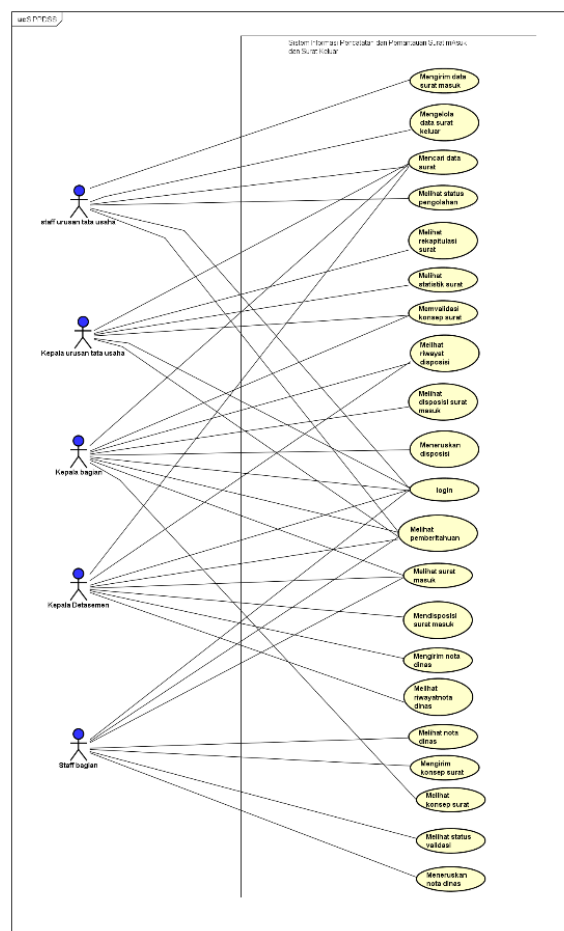 Sistem Informasi Pencatatan dan Pemantauan Surat mAsuk
dan Surat Keluar
Mengirim data
surat masuk
Mengelola
data surat
keluar
Mencari data
surat
Melihat status
pengolahan
staff urusan tata usaha
Melihat
rekapitulasi
surat
Melihat
statistik surat
Memvalidasi
konsep surat
Kepala urusan tata usaha
Melihat
riwayat
disposisi
Melihat
disposisi surat
masuk
Meneruskan
disposisi
Kepala bagian
login
Melihat
pemberitahuan
Melihat surat
masuk
Kepala Detasemen
Mendisposisi
surat masuk
Mengirim nota
dinas
Melihat
riwayatnota
dinas
Melihat nota
dinas
Staff bagian
Mengirim
konsep surat
Melihat
konsep surat
Melihat status
validasi
Meneruskan
nota dinas